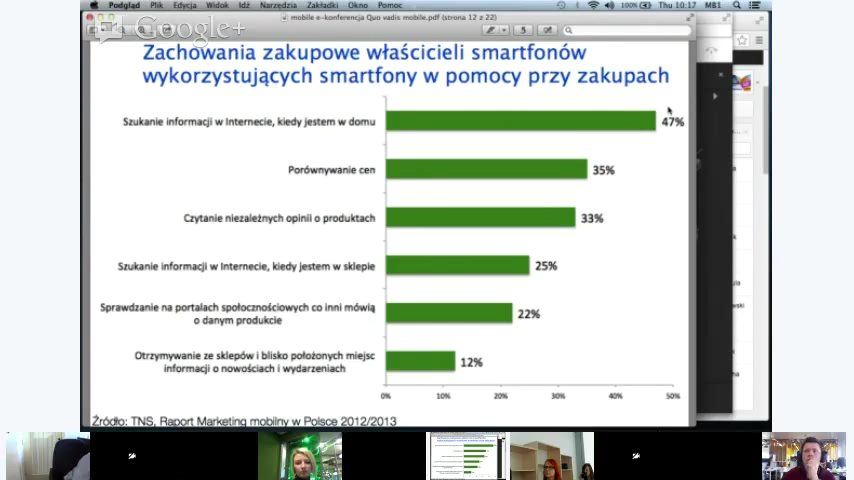 Podgląd Plik Edycja Widok Idź Narzędzia Zakładki Okno Pomoc 100% Thu 10:17 MB1
mobile e-konferencja Quo vadis mobile.pdf (strona 12 z 22)
Google+
Zachowania zakupowe właścicieli smartfonów
wykorzystujących smartfony w pomocy przy zakupach
Szukanie informacji w Internecie, kiedy jestem w domu 47%
Porównywanie cen 35%
Czytanie niezależnych opinii o produktach 33%
Szukanie informacji w Internecie, kiedy jestem w sklepie 25%
Sprawdzanie na portalach społecznościowych co inni mówią
o danym produkcie 22%
Otrzymywanie ze sklepów i blisko położonych miejsc
informacji o nowościach i wydarzeniach 12%
0% 10% 20% 30% 40% 50%
Źródło: TNS, Raport Marketing mobilny w Polsce 2012/2013